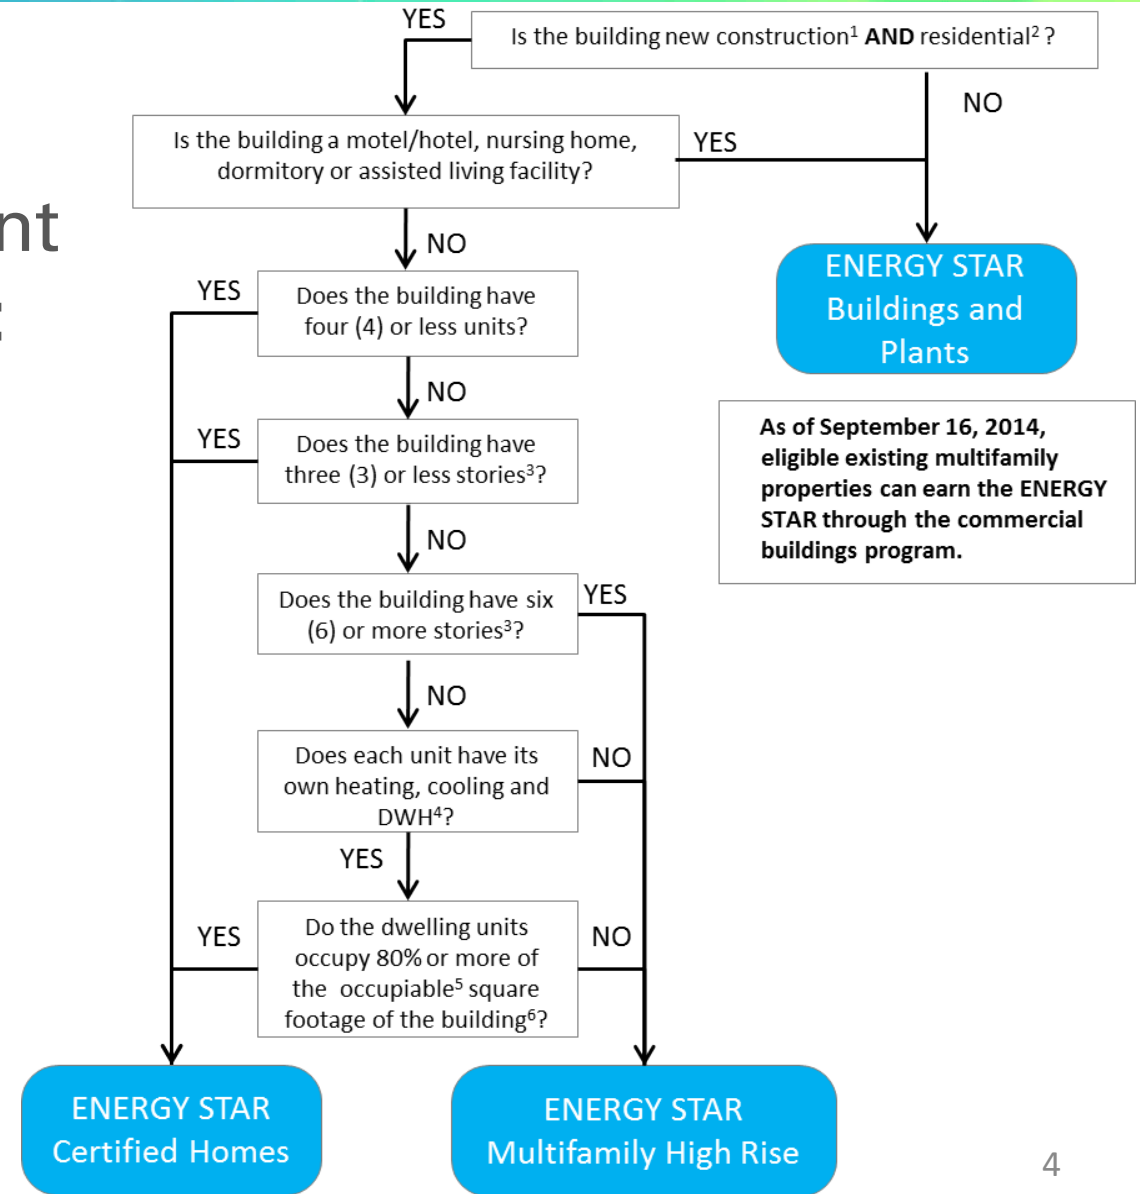 YES
Is the building new construction¹ AND residential² ?
NO
Is the building a motel/hotel, nursing home,
dormitory or assisted living facility?
YES
nt
NO
ENERGY STAR
Buildings and
Plants
YES
Does the building have
four (4) or less units?
NO
As of September 16, 2014,
eligible existing multifamily
properties can earn the ENERGY
STAR through the commercial
buildings program.
YES
Does the building have
three (3) or less stories³?
NO
Does the building have six
(6) or more stories³?
YES
NO
Does each unit have its
own heating, cooling and
DWH⁴?
NO
YES
YES
Do the dwelling units
occupy 80% or more of
the occupiable⁵ square
footage of the building⁶?
NO
ENERGY STAR
Certified Homes
ENERGY STAR
Multifamily High Rise
4